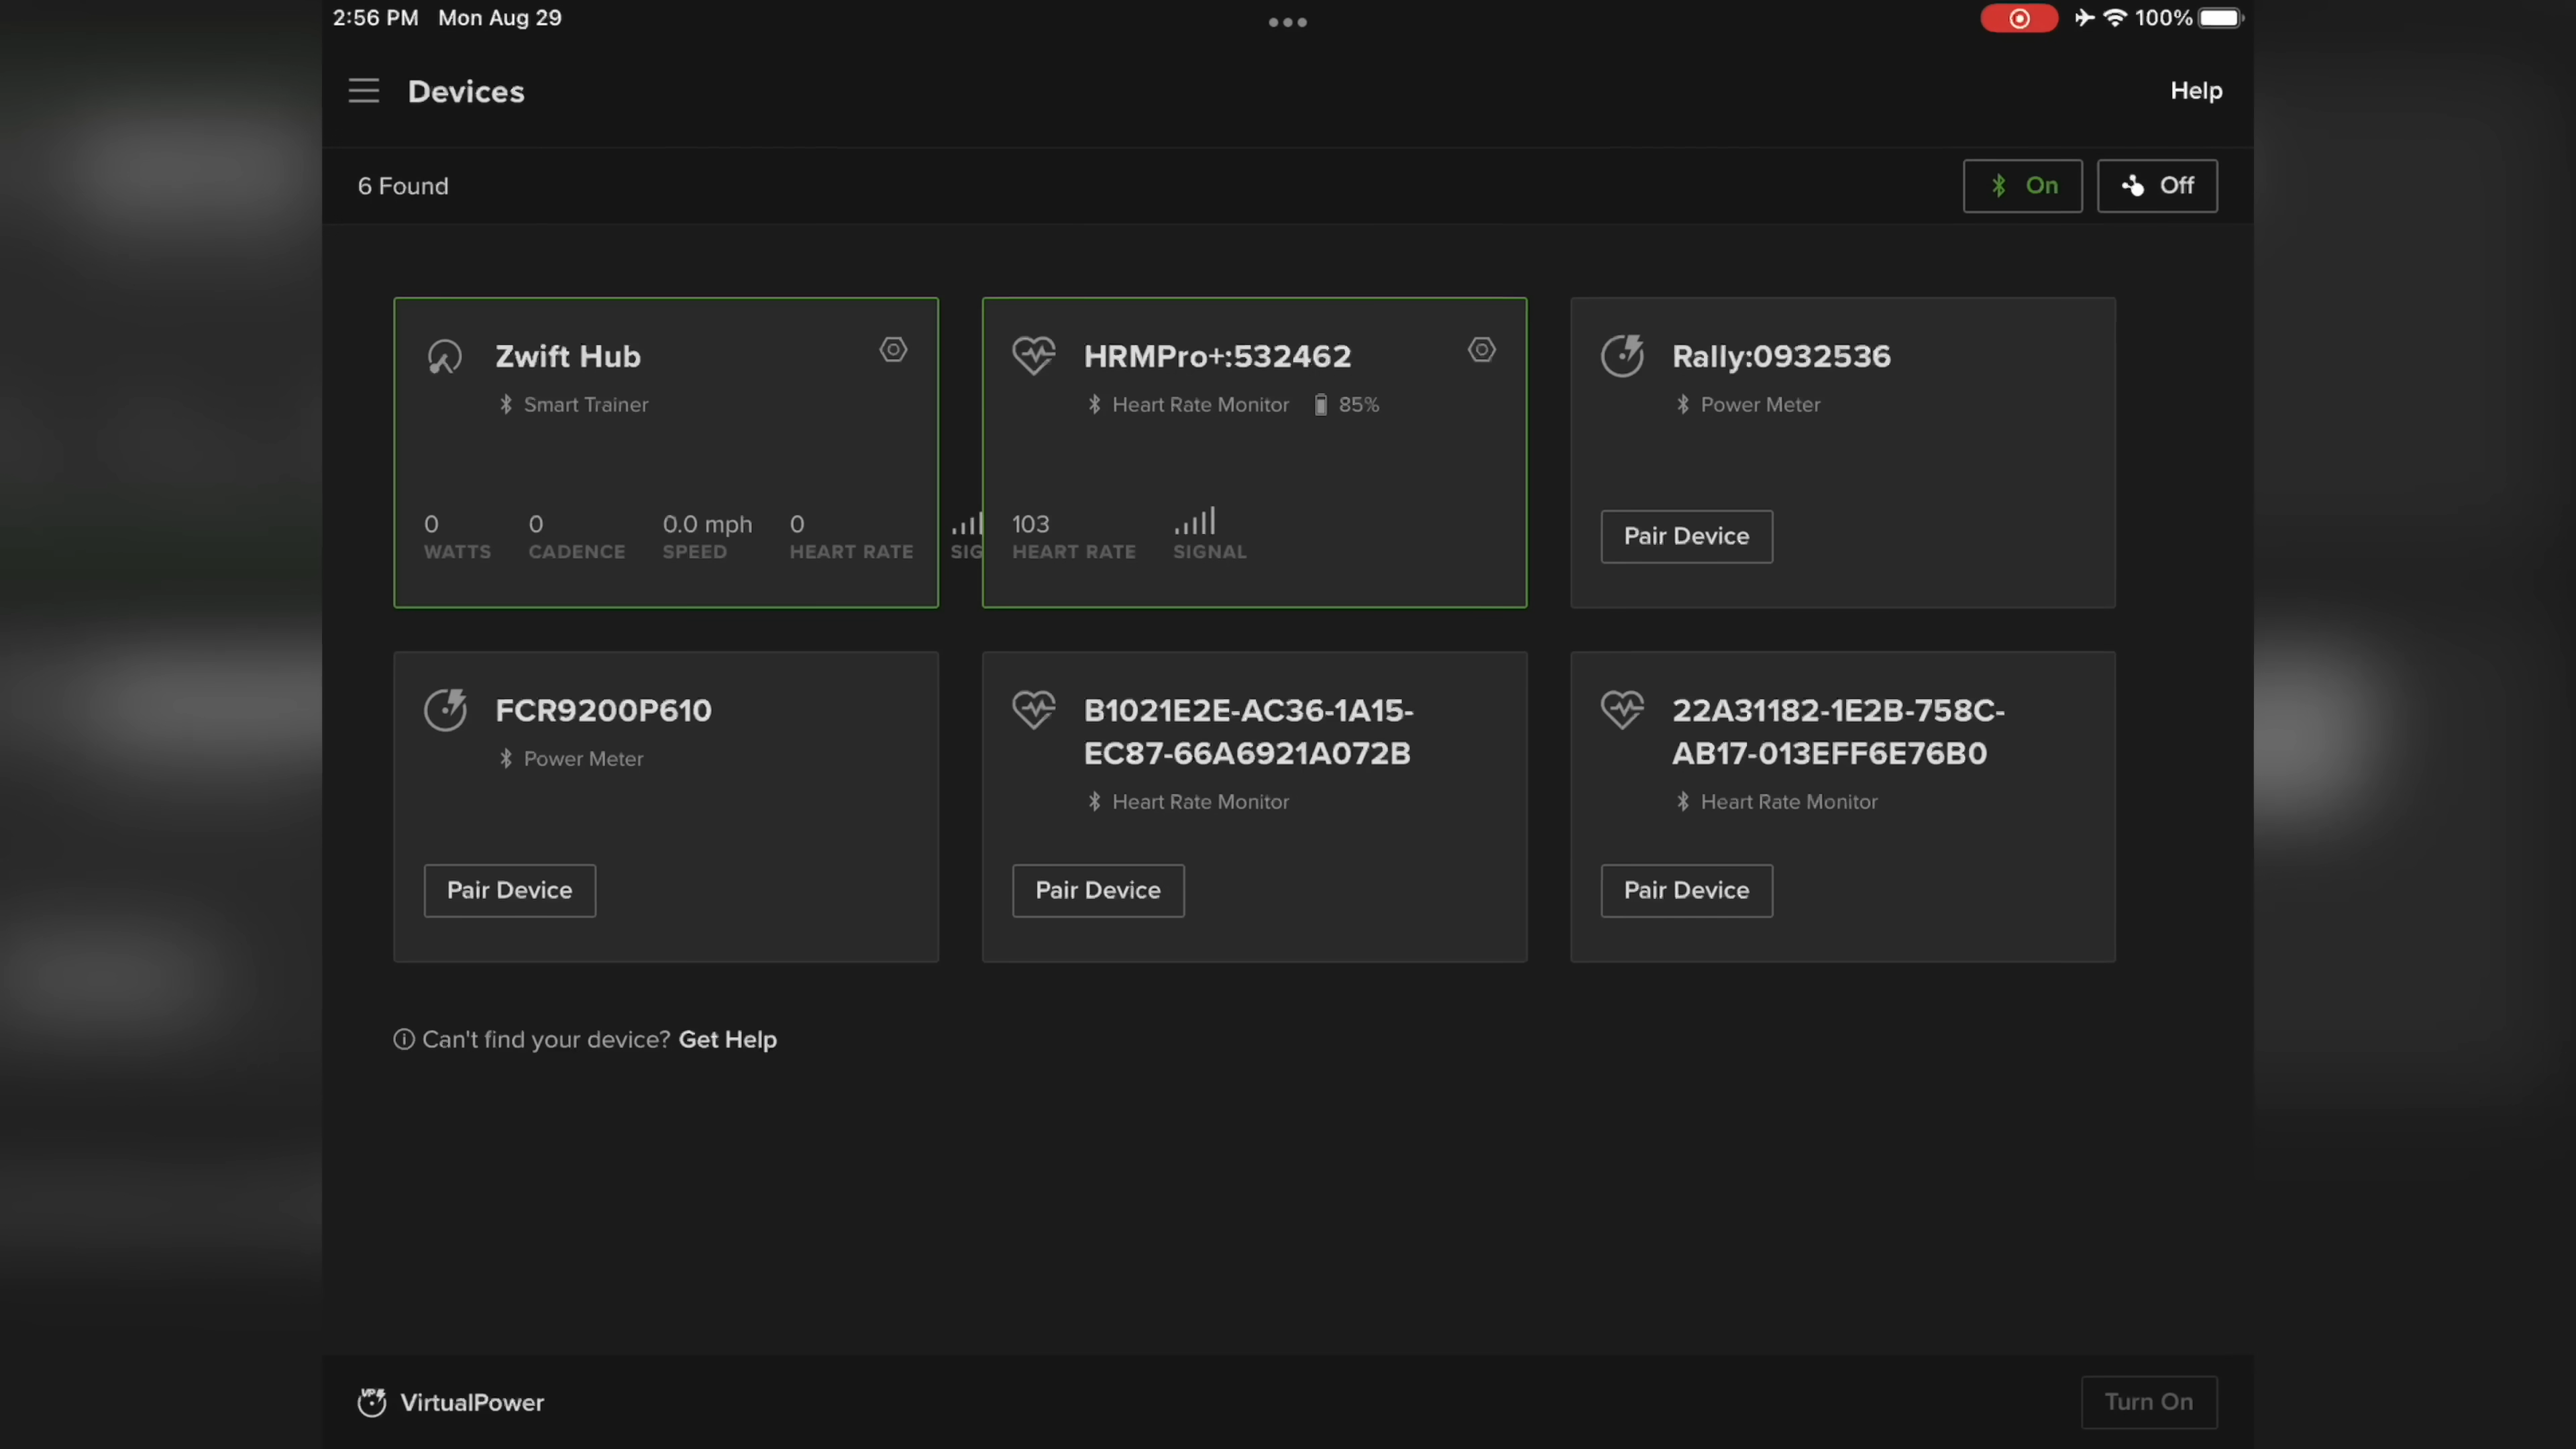 2:56 PM Mon Aug 29
100%
Devices
Help
6 Found
On
Off
Zwift Hub
Smart Trainer
0
0
0.0 mph
0
WATTS
CADENCE
SPEED
HEART RATE
SIG
HRMPro+:532462
Heart Rate Monitor 85%
103
HEART RATE
SIGNAL
Rally:0932536
Power Meter
Pair Device
FCR9200P610
Power Meter
Pair Device
B1021E2E-AC36-1A15-
EC87-66A6921A072B
Heart Rate Monitor
Pair Device
22A31182-1E2B-758C-
AB17-013EFF6E76B0
Heart Rate Monitor
Pair Device
Can't find your device? Get Help
VP
VirtualPower
Turn On